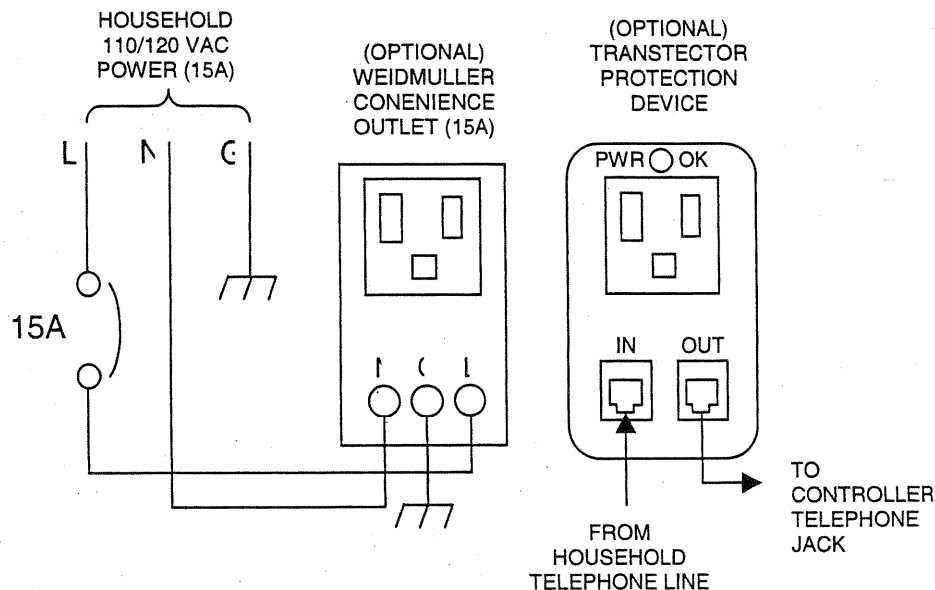 HOUSEHOLD
110/120 VAC
POWER (15A)
(OPTIONAL)
WEIDMULLER
CONENIENCE
OUTLET (15A)
(OPTIONAL)
TRANSTECTOR
PROTECTION
DEVICE
L N G
PWR OK
15A
IN OUT
TO
CONTROLLER
TELEPHONE
JACK
FROM
HOUSEHOLD
TELEPHONE LINE